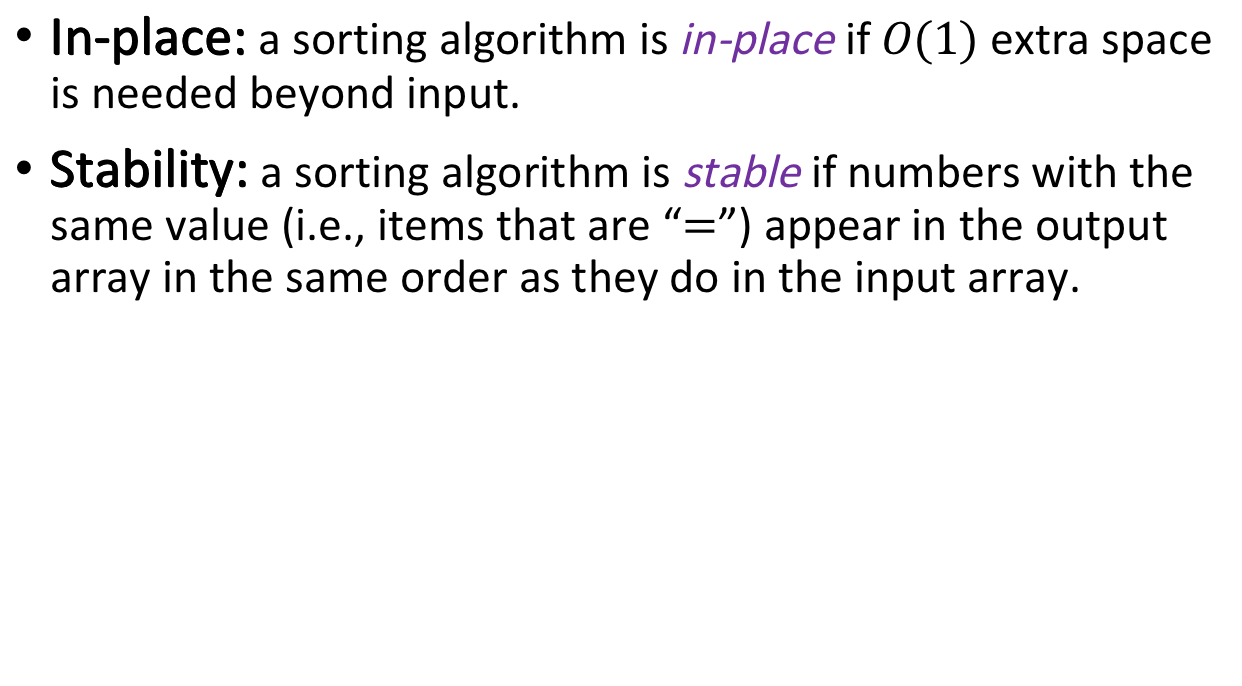 • In-place: a sorting algorithm is in-place if O(1) extra space
is needed beyond input.
• Stability: a sorting algorithm is stable if numbers with the
same value (i.e., items that are “=”) appear in the output
array in the same order as they do in the input array.